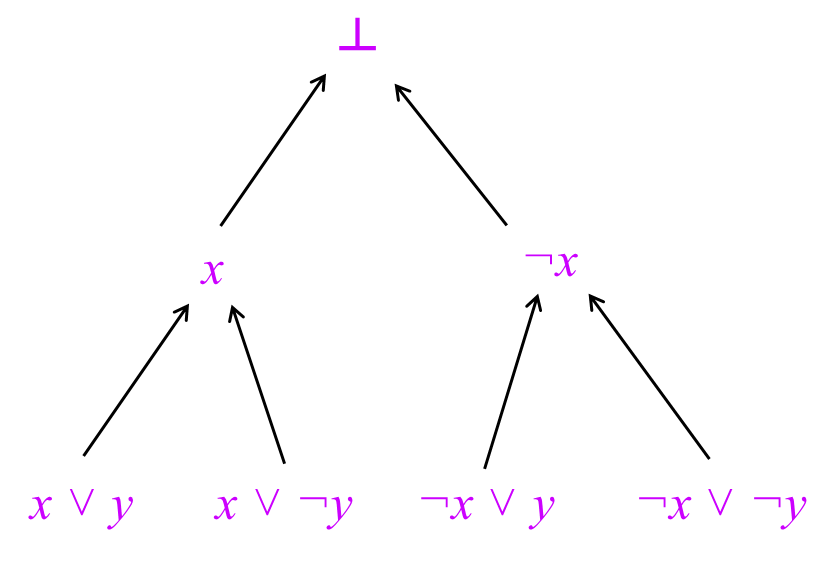 ⊥
x ¬x
x ∨ y x ∨ ¬y ¬x ∨ y ¬x ∨ ¬y